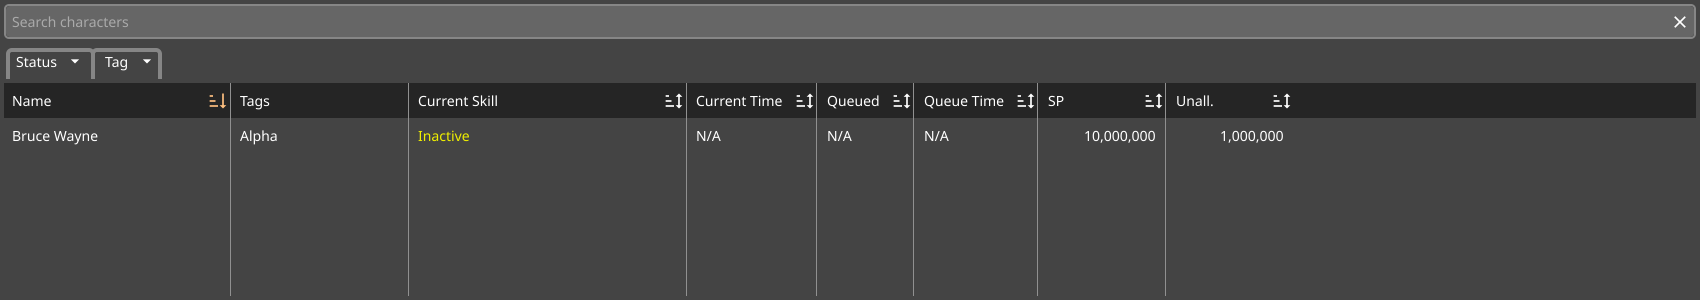 Search characters
Status Tag
Name Tags Current Skill Current Time Queued Queue Time SP Unall.
Bruce Wayne Alpha Inactive N/A N/A N/A 10,000,000 1,000,000